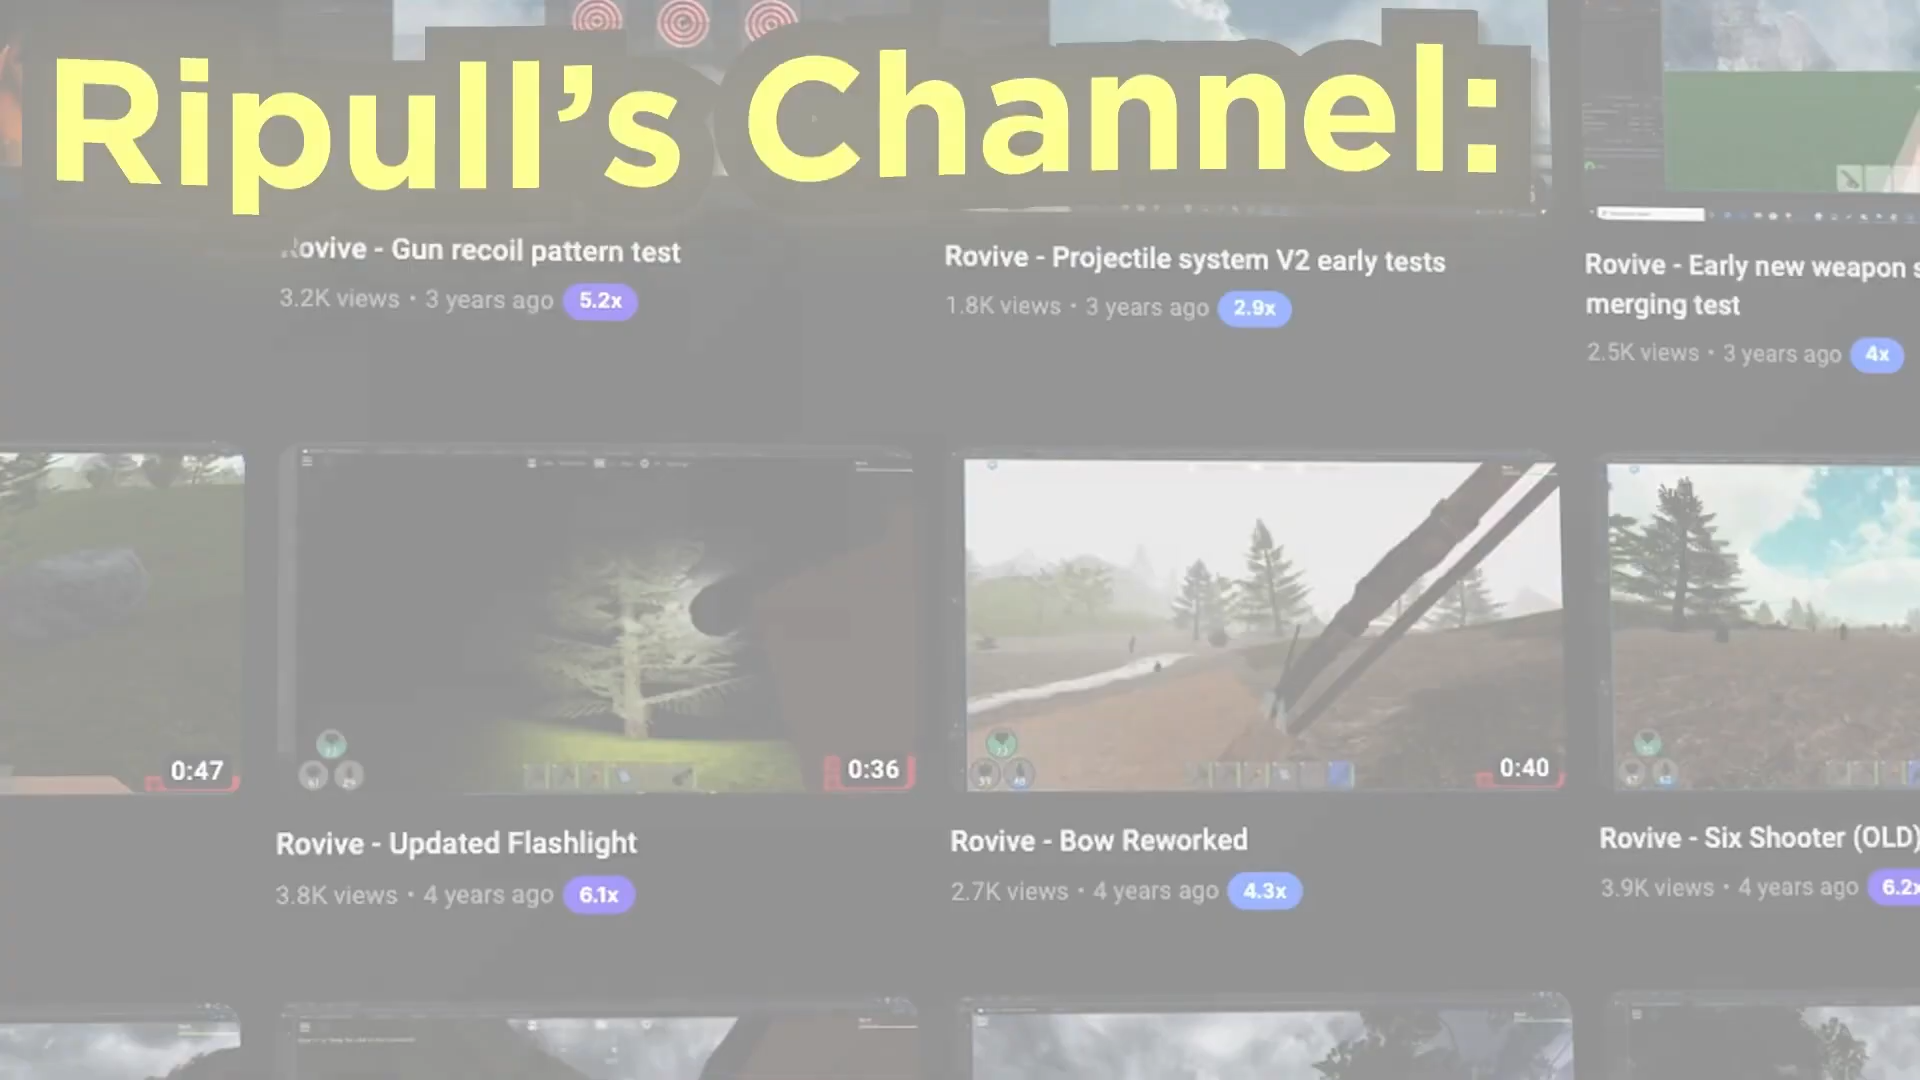 Ripull's Channel:
Rovive - Gun recoil pattern test
3.2K views • 3 years ago 5.2x
Rovive - Projectile system V2 early tests
1.8K views • 3 years ago 2.9x
Rovive - Early new weapon s
merging test
2.5K views • 3 years ago 4x
0:47
0:36
0:40
Rovive - Updated Flashlight
3.8K views • 4 years ago 6.1x
Rovive - Bow Reworked
2.7K views • 4 years ago 4.3x
Rovive - Six Shooter (OLD)
3.9K views • 4 years ago 6.2x